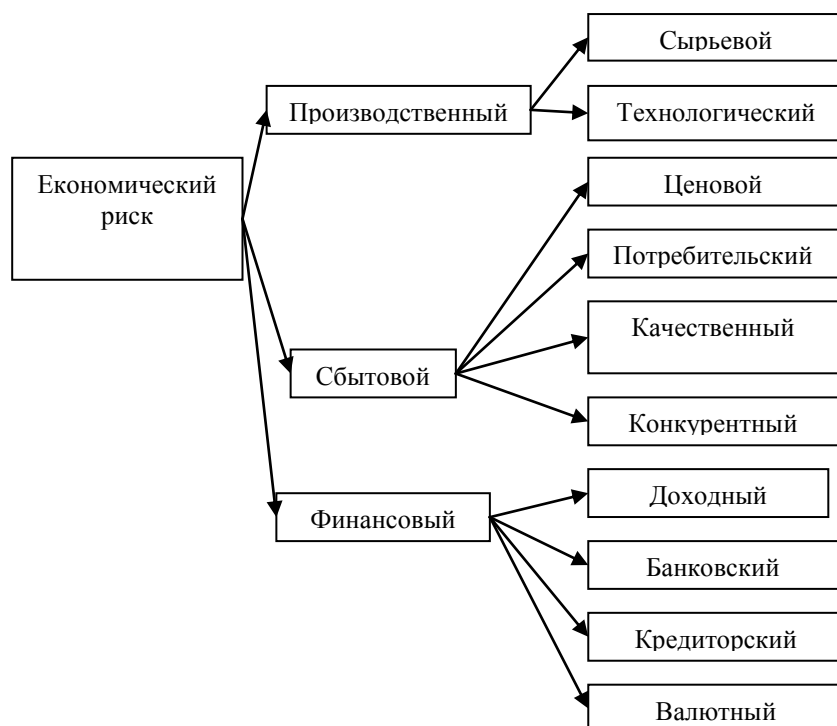 Сырьевой
Производственный
Технологический
Економический
риск
Ценовой
Потребительский
Качественный
Сбытовой
Конкурентный
Доходный
Финансовый
Банковский
Кредиторский
Валютный